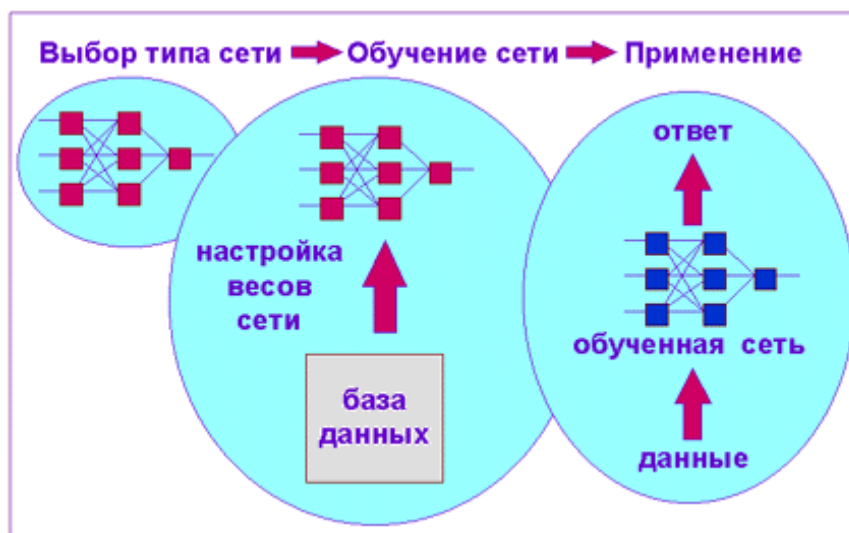 Выбор типа сети Обучение сети Применение
настройка
весов
сети
база
данных
ответ
обученная сеть
данные